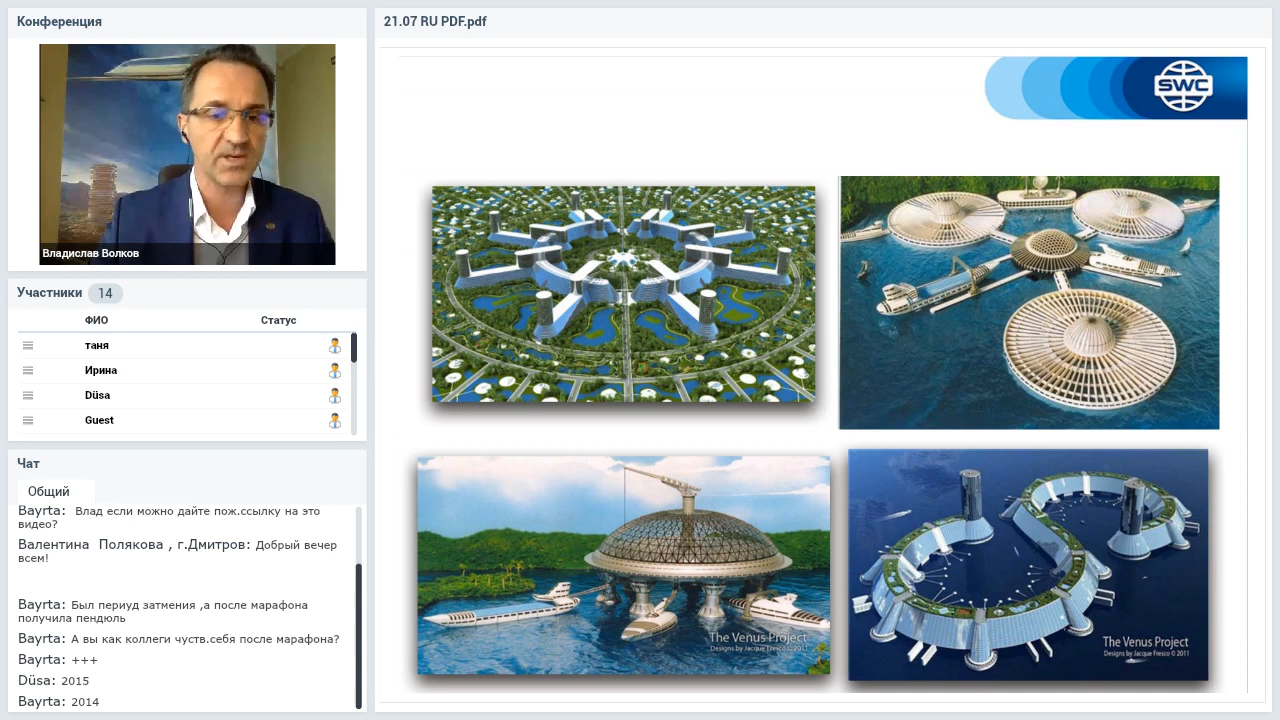 Конференция
Владислав Волков
Участники 14
ФИО Статус
таня
Ирина
Düsa
Guest
Чат
Общий
Bayrta: Влад если можно дайте пож.ссылку на это
видео?
Валентина Полякова , г.Дмитров: Добрый вечер
всем!
Bayrta: Был периуд затмения ,а после марафона
получила пендюль
Bayrta: А вы как коллеги чуств.себя после марафона?
Bayrta: +++
Düsa: 2015
Bayrta: 2014
21.07 RU PDF.pdf
SWC
The Venus Project
Designs by Jacque Fresco © 2011
The Venus Project
Designs by Jacque Fresco © 2011